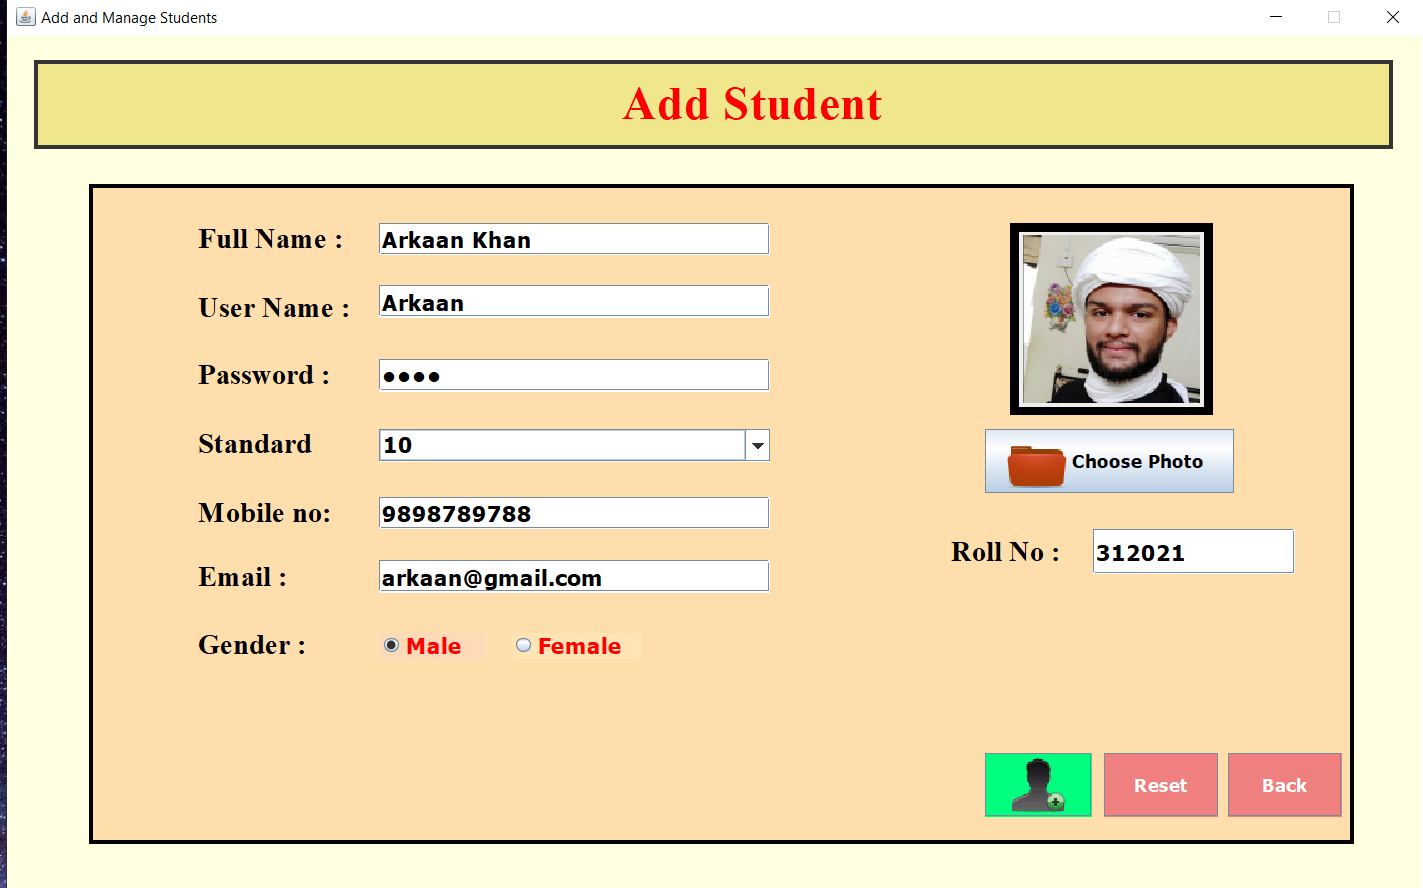 Add and Manage Students
Add Student
Full Name : Arkaan Khan
User Name : Arkaan
Password : ●●●●
Standard 10
Choose Photo
Mobile no: 9898789788
Roll No : 312021
Email : arkaan@gmail.com
Gender : Male Female
Reset Back